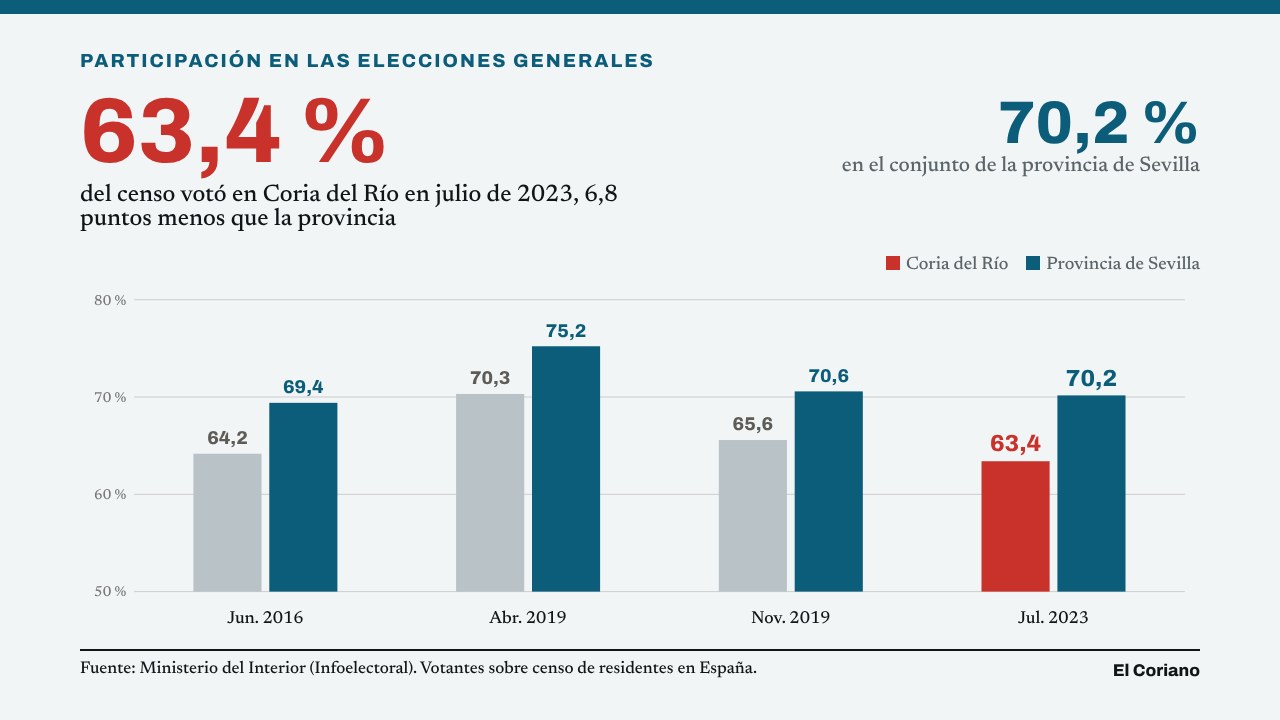 PARTICIPACIÓN EN LAS ELECCIONES GENERALES
63,4 %
del censo votó en Coria del Río en julio de 2023, 6,8
puntos menos que la provincia
70,2 %
en el conjunto de la provincia de Sevilla
Coria del Río
Provincia de Sevilla
80 %
70 %
60 %
50 %
64,2
69,4
70,3
75,2
65,6
70,6
63,4
70,2
Jun. 2016
Abr. 2019
Nov. 2019
Jul. 2023
Fuente: Ministerio del Interior (Infoelectoral). Votantes sobre censo de residentes en España.
El Coriano